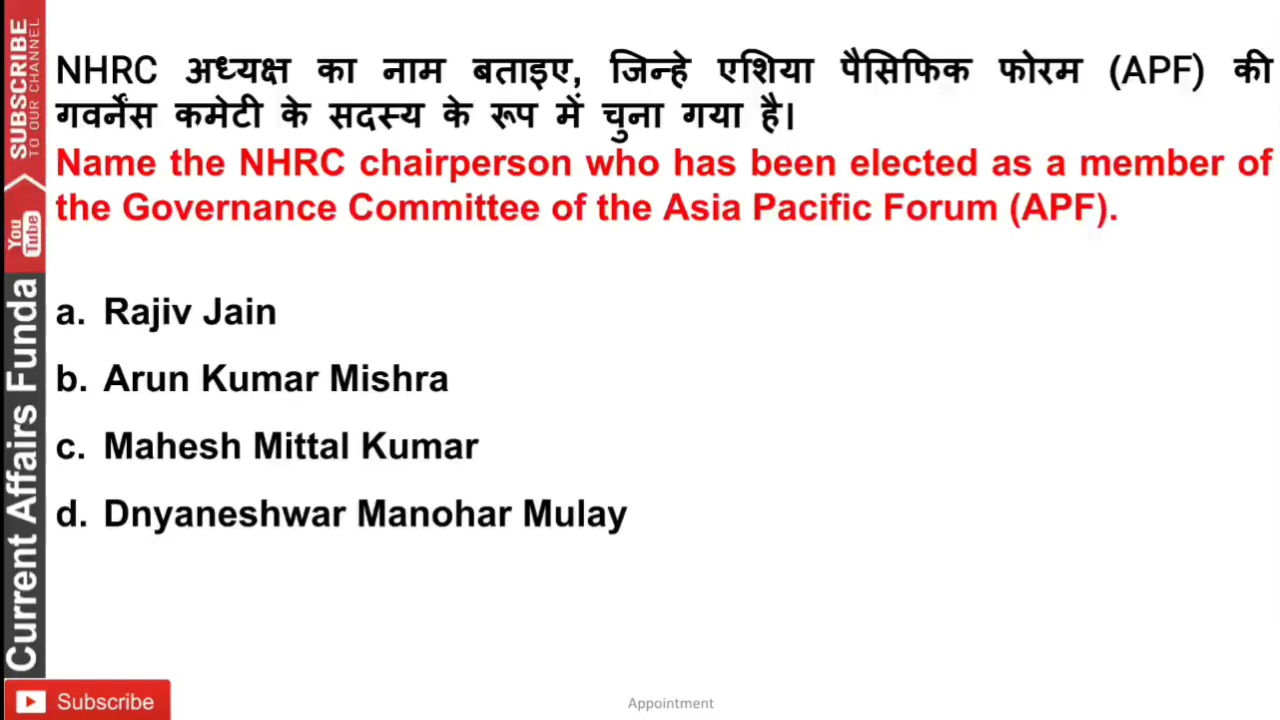 NHRC अध्यक्ष का नाम बताइए, जिन्हे एशिया पैसिफिक फोरम (APF) की
गवर्नेंस कमेटी के सदस्य के रूप में चुना गया है।
Name the NHRC chairperson who has been elected as a member of
the Governance Committee of the Asia Pacific Forum (APF).
a. Rajiv Jain
b. Arun Kumar Mishra
c. Mahesh Mittal Kumar
d. Dnyaneshwar Manohar Mulay
SUBSCRIBE
TO OUR CHANNEL
You
Tube
Current Affairs Funda
Subscribe
Appointment